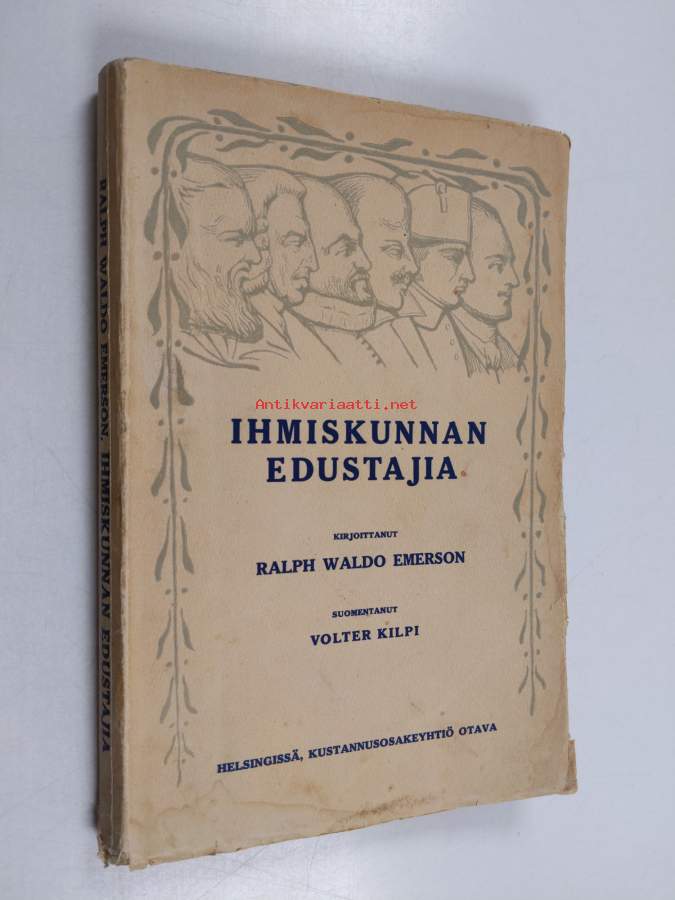 RALPH WALDO EMERSON, IHMISKUNNAN EDUSTAJIA
Antikvariaatti.net
IHMISKUNNAN
EDUSTAJIA
KIRJOITTANUT
RALPH WALDO EMERSON
SUOMENTANUT
VOLTER KILPI
HELSINGISSÄ, KUSTANNUSOSAKEYHTIÖ OTAVA